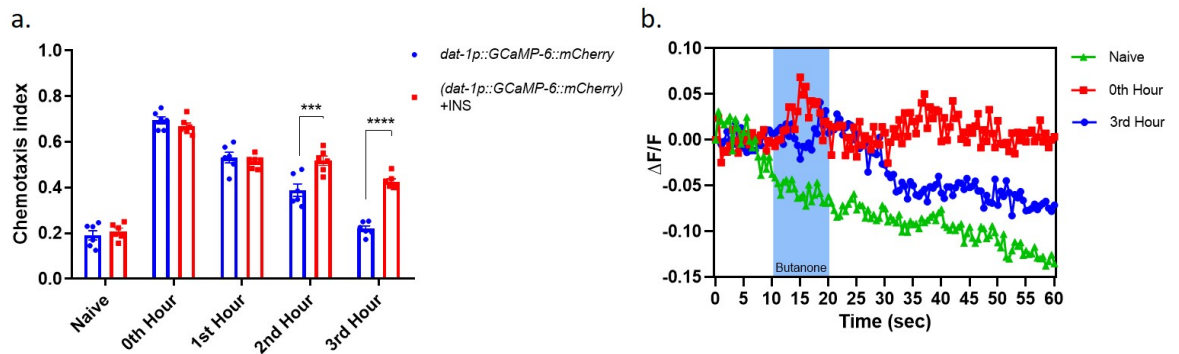 a.
Chemotaxis index
1.0
0.8
0.6
0.4
0.2
0.0
***
****
Naive
0th Hour
1st Hour
2nd Hour
3rd Hour
dat-1p::GCaMP-6::mCherry
(dat-1p::GCaMP-6::mCherry)
+INS
b.
ΔF/F
0.10
0.05
0.00
-0.05
-0.10
-0.15
Butanone
0 5 10 15 20 25 30 35 40 45 50 55 60
Time (sec)
Naive
0th Hour
3rd Hour